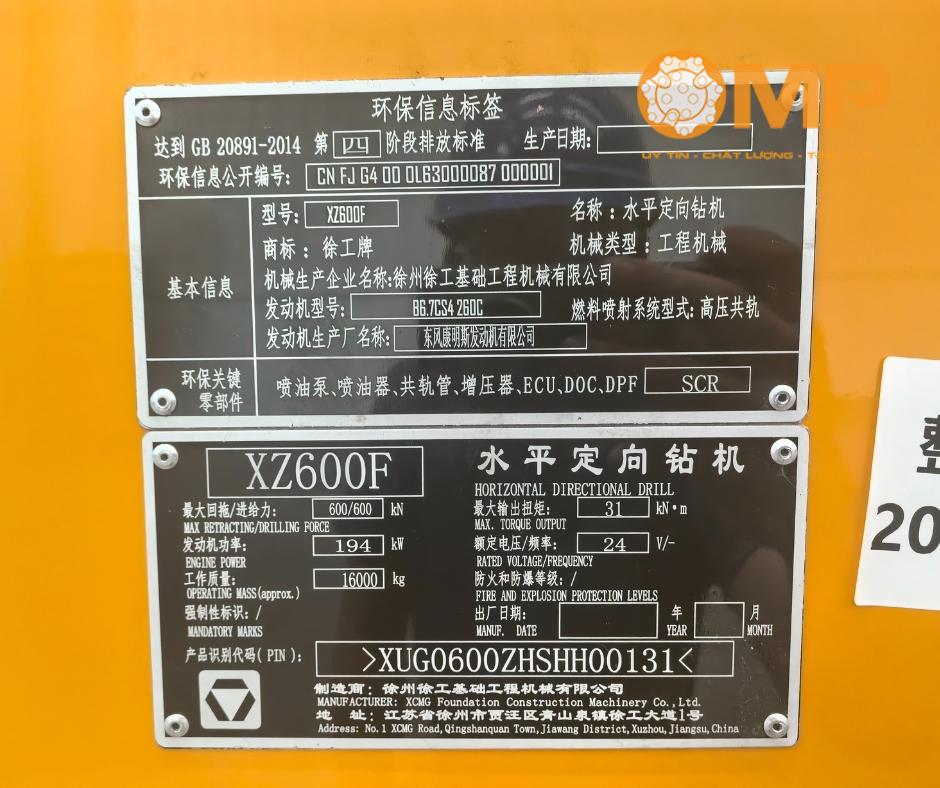 MP
UY TÍN - CHẤT LƯỢNG -
环保信息标签
达到 GB 20891-2014 第 四 阶段排放标准 生产日期:
环保信息公开编号: CN FJ G4 00 0L63000087 000001
基本信息
型号: XZ600F 名称:水平定向钻机
商标:徐工牌 机械类型:工程机械
机械生产企业名称:徐州徐工基础工程机械有限公司
发动机型号: B6.7CS4 260C 燃料喷射系统型式:高压共轨
发动机生产厂名称: 东风康明斯发动机有限公司
环保关键
零部件
喷油泵、喷油器、共轨管、增压器、ECU、DOC、DPF SCR
XZ600F 水平定向钻机
HORIZONTAL DIRECTIONAL DRILL
最大回拖/进给力: 600/600 kN 最大输出扭矩: 31 kN·m
MAX RETRACTING/DRILLING FORCE MAX. TORQUE OUTPUT
发动机功率: 194 kW 额定电压/频率: 24 V/-
ENGINE POWER RATED VOLTAGE/FREQUENCY
工作质量: 16000 kg 防火和防爆等级: /
OPERATING MASS(approx.) FIRE AND EXPLOSION PROTECTION LEVELS
强制性标识: / 出厂日期: 年 月
MANDATORY MARKS MANUF. DATE YEAR MONTH
产品识别代码(PIN): >XUG0600ZHSHH00131<
制造商:徐州徐工基础工程机械有限公司
MANUFACTURER: XCMG Foundation Construction Machinery Co.,Ltd.
地 址:江苏省徐州市贾汪区青山泉镇徐工大道1号
Address: No.1 XCMG Road,Qingshanquan Town,Jiawang District,Xuzhou,Jiangsu,China
整
20